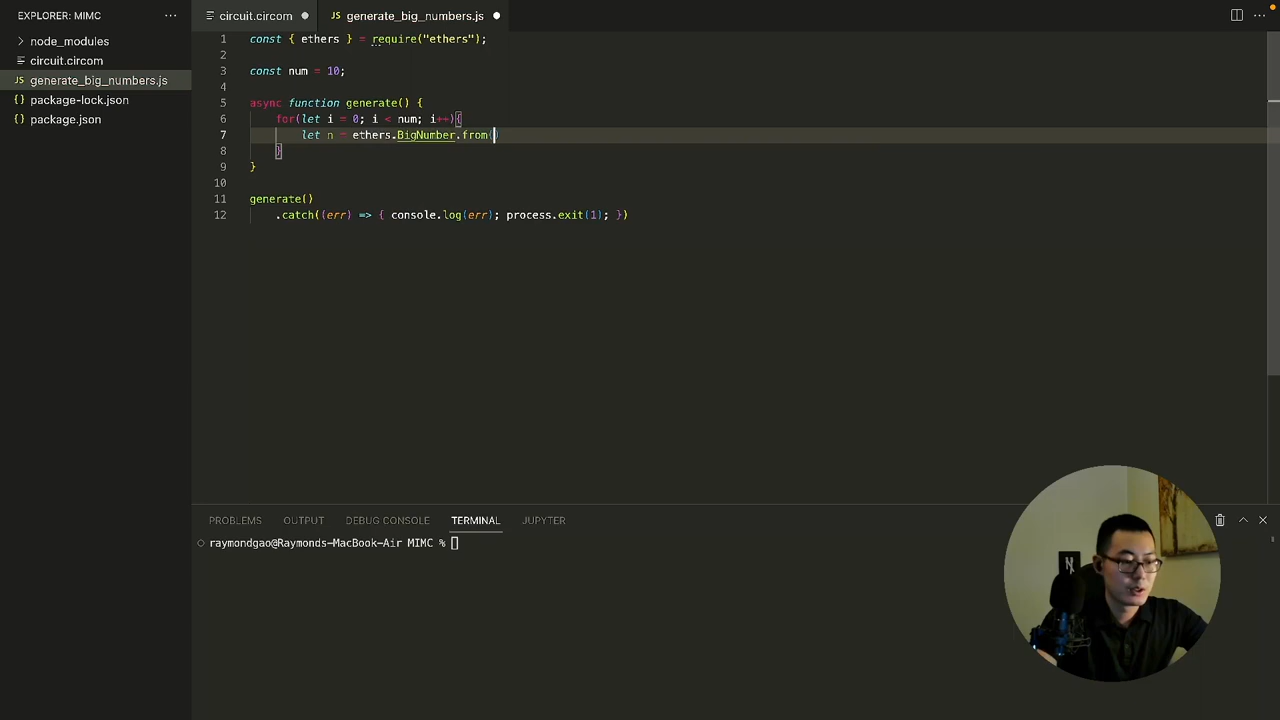 EXPLORER: MIMC
node_modules
circuit.circom
JS generate_big_numbers.js
{ } package-lock.json
{ } package.json
circuit.circom
JS generate_big_numbers.js
1 const { ethers } = require("ethers");
2
3 const num = 10;
4
5 async function generate() {
6 for(let i = 0; i < num; i++){
7 let n = ethers.BigNumber.from()
8 }
9 }
10
11 generate()
12 .catch((err) => { console.log(err); process.exit(1); })
PROBLEMS OUTPUT DEBUG CONSOLE TERMINAL JUPYTER
raymondgao@Raymonds-MacBook-Air MIMC %